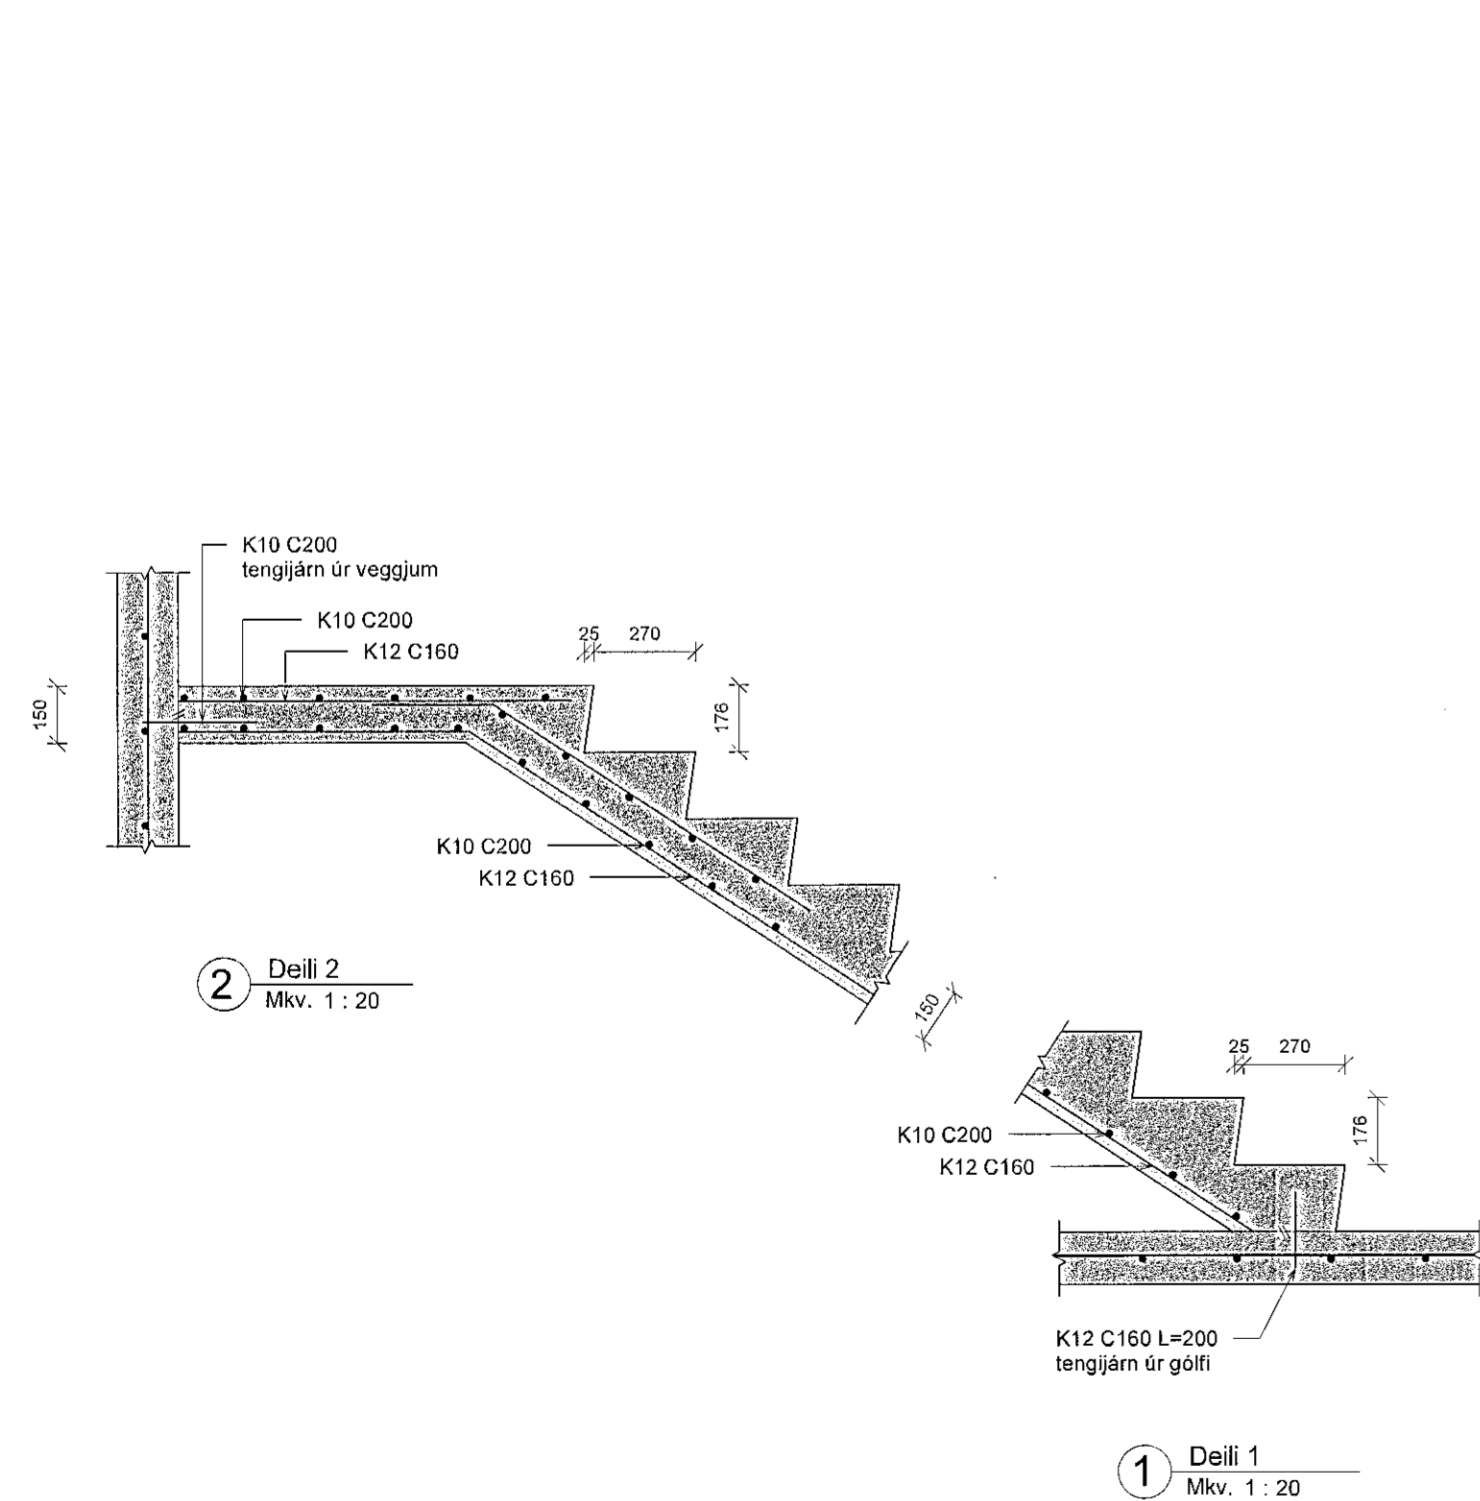 K10 C200
tengijárn úr veggjum
K10 C200
K12 C160
25 270
150
176
K10 C200
K12 C160
2
Deili 2
Mkv. 1 : 20
150
25 270
176
K10 C200
K12 C160
K12 C160 L=200
tengijárn úr gólfi
1
Deili 1
Mkv. 1 : 20